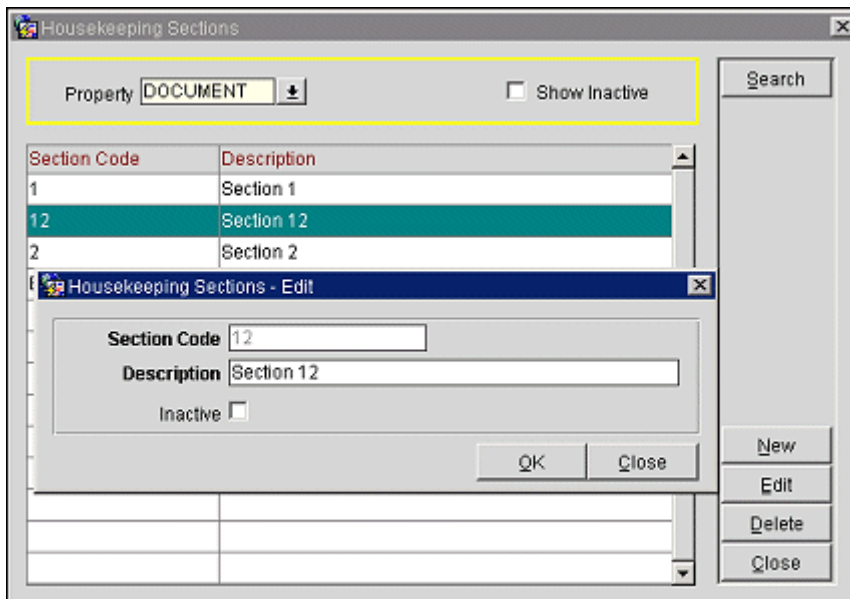 Housekeeping Sections
Property DOCUMENT Show Inactive
Search
Section Code Description
1 Section 1
12 Section 12
2 Section 2
Housekeeping Sections - Edit
Section Code 12
Description Section 12
Inactive
OK Close
New
Edit
Delete
Close